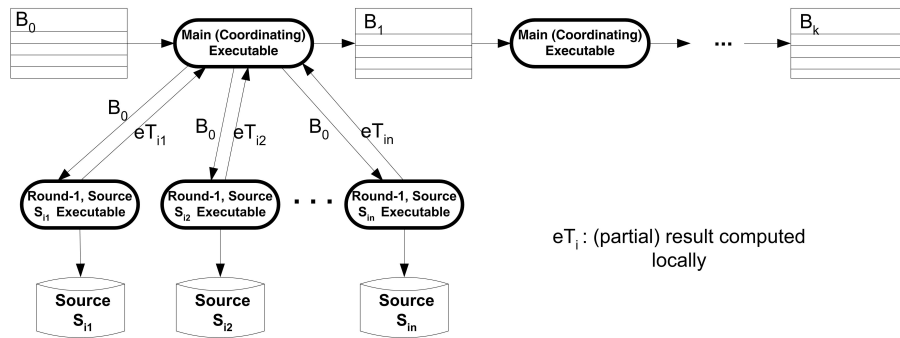 B0
Main (Coordinating)
Executable
B1
Main (Coordinating)
Executable
...
Bk
B0
eTi1
B0
eTi2
B0
eTin
Round-1, Source
Si1 Executable
Round-1, Source
Si2 Executable
. . .
Round-1, Source
Sin Executable
eTi : (partial) result computed
locally
Source
Si1
Source
Si2
Source
Sin